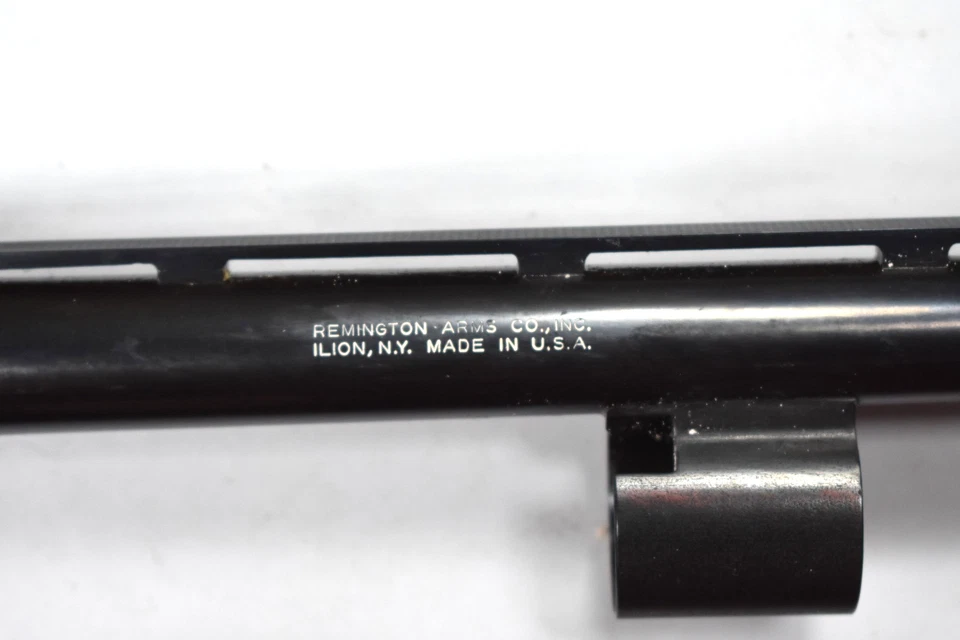 REMINGTON ARMS CO., INC.
ILION, N.Y. MADE IN U.S.A.